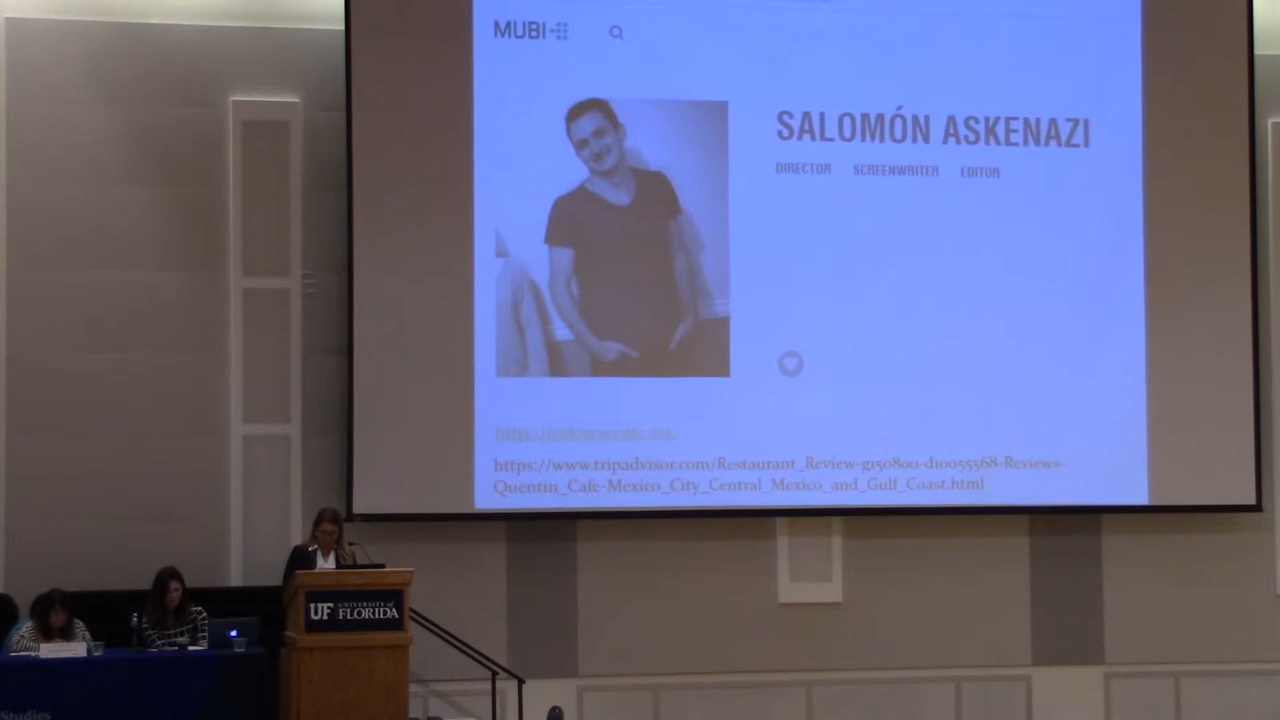 MUBI
SALOMÓN ASKENAZI
DIRECTOR SCREENWRITER EDITOR
https://www.tripadvisor.com/Restaurant_Review-g150800-d10055568-Reviews-
Quentin_Cafe-Mexico_City_Central_Mexico_and_Gulf_Coast.html
UF UNIVERSITY of
FLORIDA
Studies